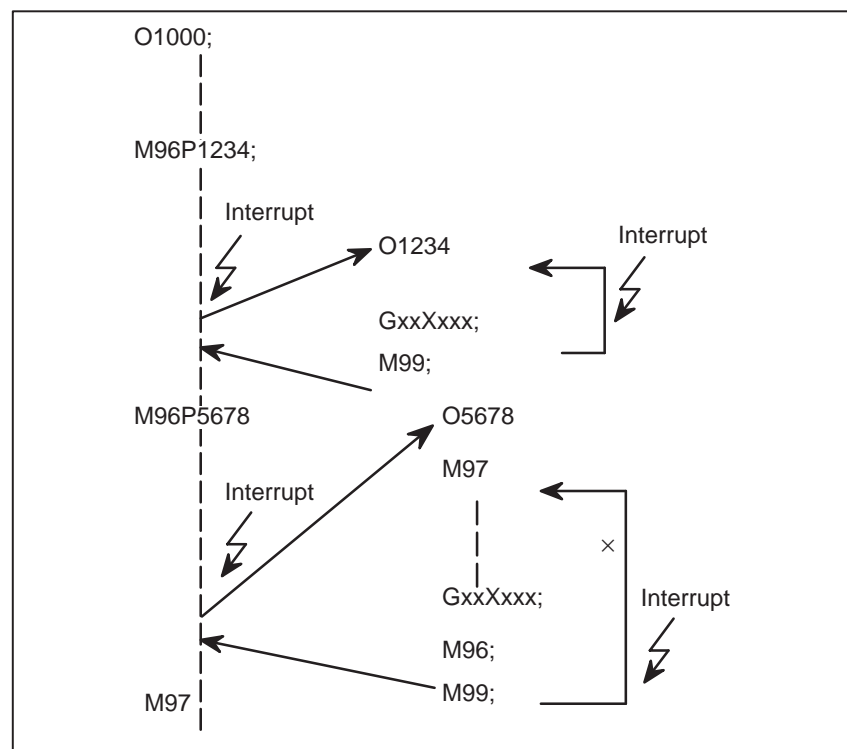 O1000;
M96P1234;
Interrupt
O1234
Interrupt
GxxXxxx;
M99;
M96P5678
O5678
M97
Interrupt
×
GxxXxxx;
Interrupt
M96;
M99;
M97